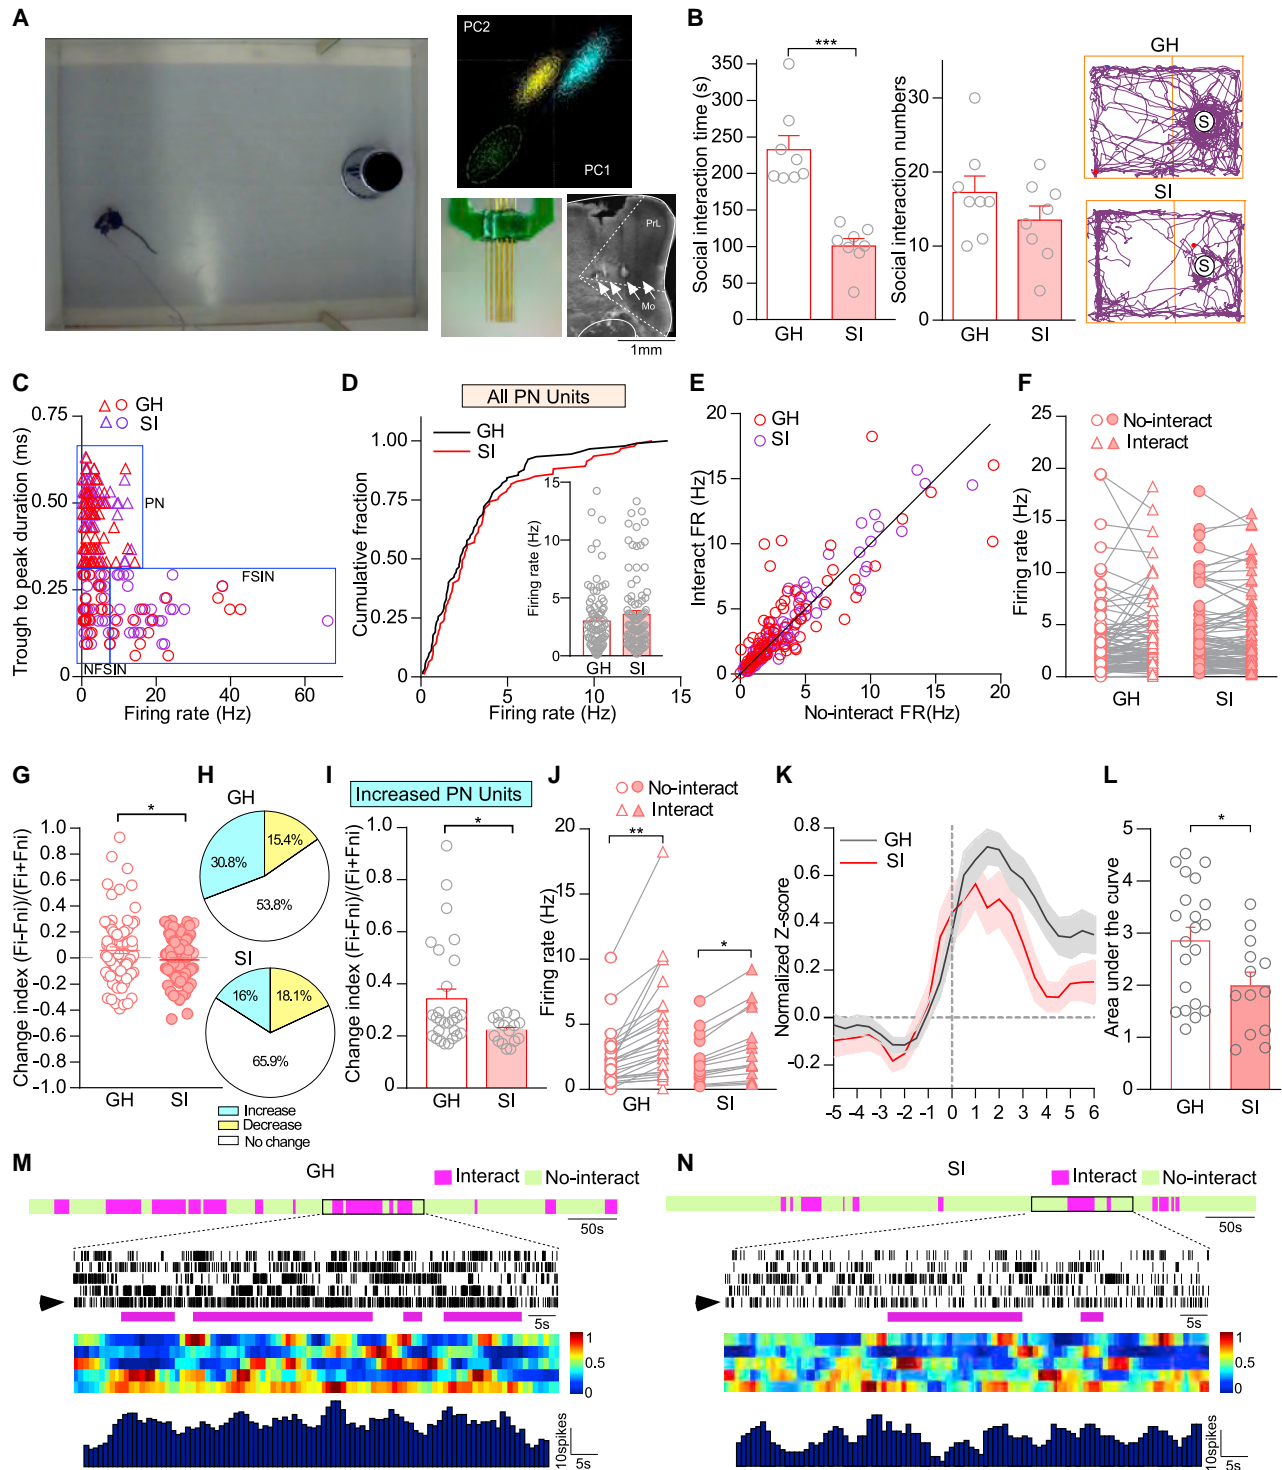 A
PC2
PC1
PrL
Mo
1mm
B
***
Social interaction time (s)
350
300
250
200
150
100
50
0
GH
SI
Social interaction numbers
30
20
10
0
GH
SI
GH
S
SI
S
C
GH
SI
Trough to peak duration (ms)
0.75
0.50
0.25
0
PN
FSIN
NFSIN
0
20
40
60
Firing rate (Hz)
D
All PN Units
GH
SI
Cumulative fraction
1.00
0.75
0.50
0.25
0
Firing rate (Hz)
15
10
5
0
GH
SI
0
5
10
15
Firing rate (Hz)
E
GH
SI
Interact FR (Hz)
20
15
10
5
0
0
5
10
15
20
No-interact FR(Hz)
F
No-interact
Interact
Firing rate (Hz)
25
20
15
10
5
0
GH
SI
G
*
Change index (Fi-Fni)/(Fi+Fni)
1.0
0.8
0.6
0.4
0.2
0
-0.2
-0.4
-0.6
-0.8
-1.0
GH
SI
H
GH
30.8%
15.4%
53.8%
SI
16%
18.1%
65.9%
Increase
Decrease
No change
I
Increased PN Units
*
Change index (Fi-Fni)/(Fi+Fni)
1.0
0.8
0.6
0.4
0.2
0
GH
SI
J
No-interact
Interact
**
*
Firing rate (Hz)
20
15
10
5
0
GH
SI
K
GH
SI
Normalized Z-score
0.8
0.6
0.4
0.2
0.0
-0.2
-5
-4
-3
-2
-1
0
1
2
3
4
5
6
L
*
Area under the curve
5
4
3
2
1
0
GH
SI
M
GH
Interact
No-interact
50s
5s
1
0.5
0
10spikes
5s
N
SI
Interact
No-interact
50s
5s
1
0.5
0
10spikes
5s